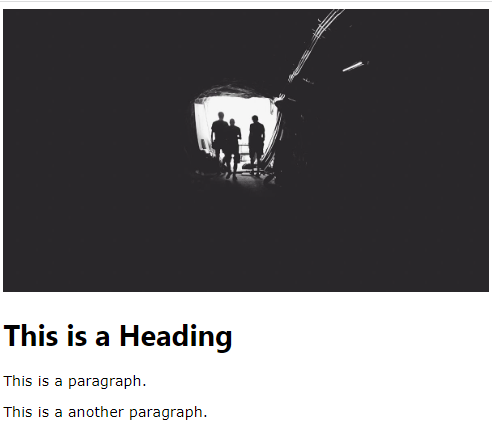 This is a Heading
This is a paragraph.
This is a another paragraph.